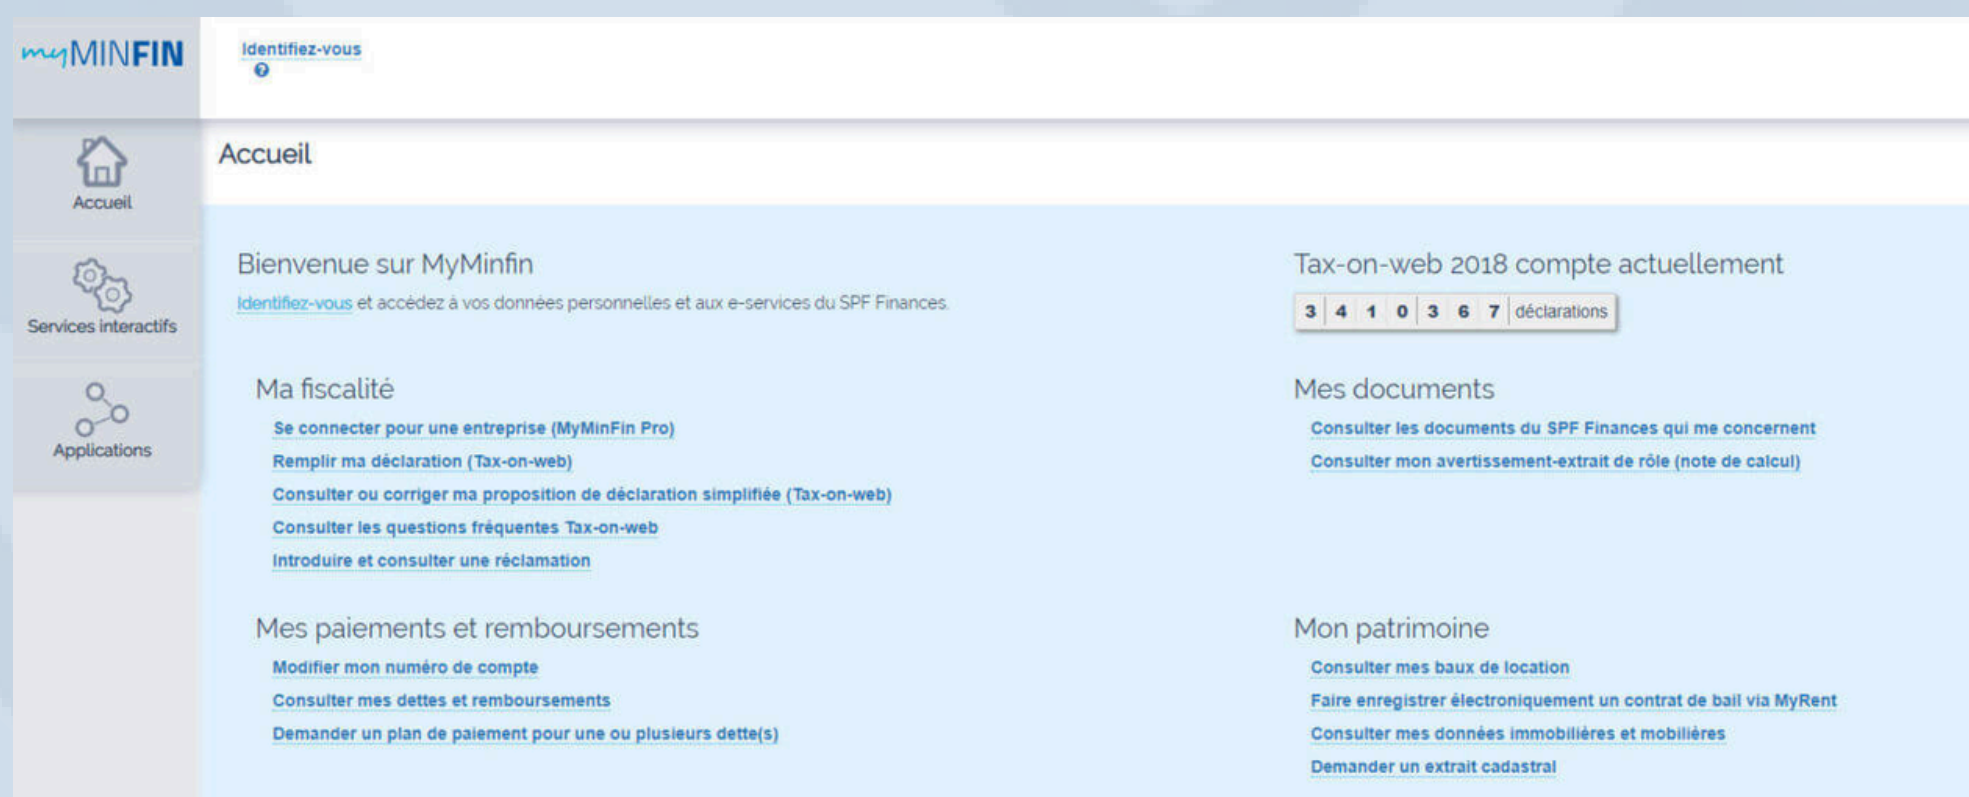 myMINFIN
Identifiez-vous
?
Accueil
Accueil
Services interactifs
Applications
Bienvenue sur MyMinfin
Identifiez-vous et accédez à vos données personnelles et aux e-services du SPF Finances.
Tax-on-web 2018 compte actuellement
3 4 1 0 3 6 7 déclarations
Ma fiscalité
Se connecter pour une entreprise (MyMinFin Pro)
Remplir ma déclaration (Tax-on-web)
Consulter ou corriger ma proposition de déclaration simplifiée (Tax-on-web)
Consulter les questions fréquentes Tax-on-web
Introduire et consulter une réclamation
Mes documents
Consulter les documents du SPF Finances qui me concernent
Consulter mon avertissement-extrait de rôle (note de calcul)
Mes paiements et remboursements
Modifier mon numéro de compte
Consulter mes dettes et remboursements
Demander un plan de paiement pour une ou plusieurs dette(s)
Mon patrimoine
Consulter mes baux de location
Faire enregistrer électroniquement un contrat de bail via MyRent
Consulter mes données immobilières et mobilières
Demander un extrait cadastral